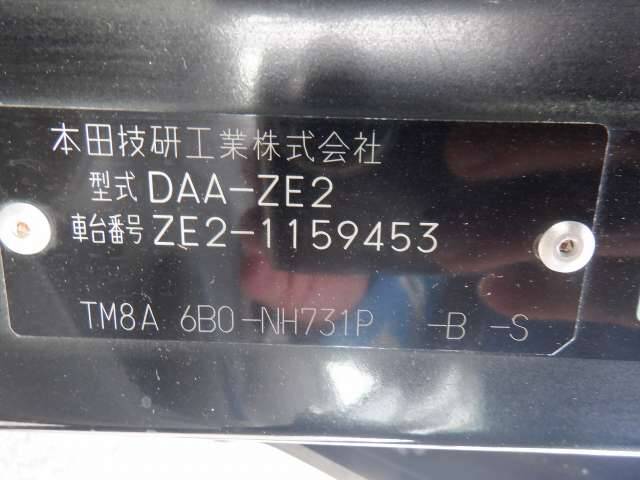 本田技研工業株式会社
型式 DAA-ZE2
車台番号 ZE2-1159453
TM8A 6B0-NH731P -B -S